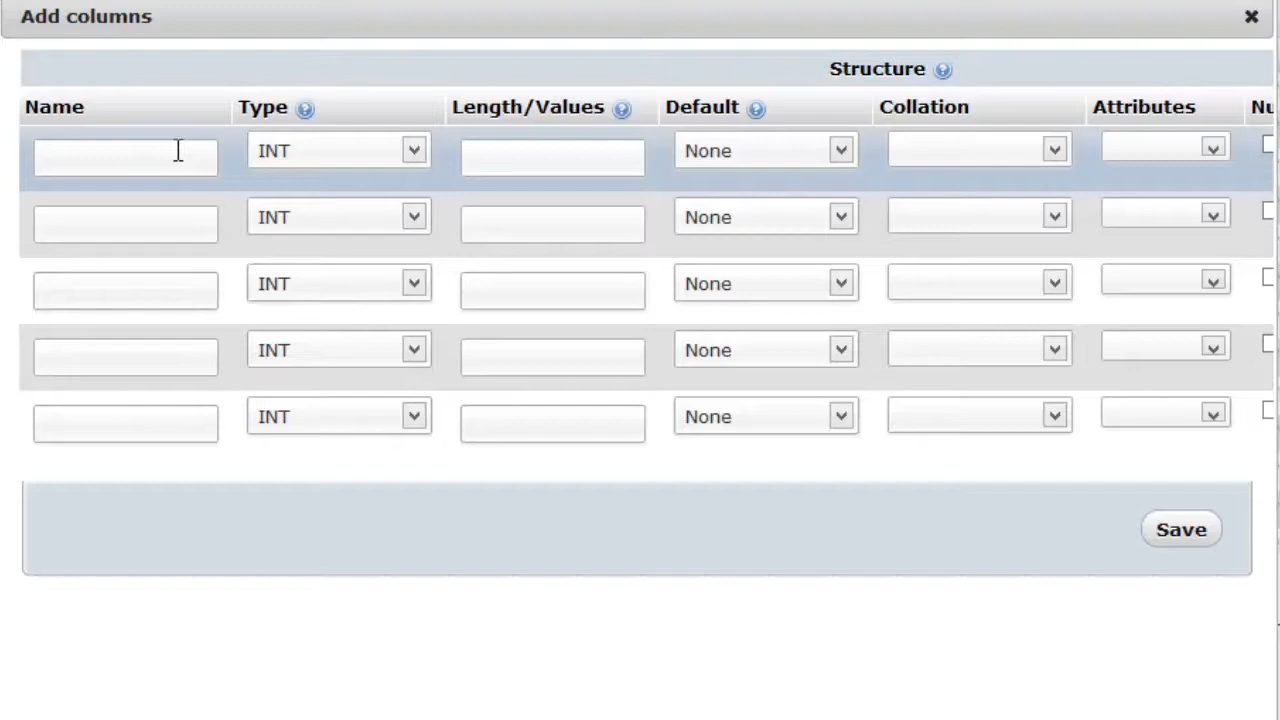 Add columns
Structure
Name Type Length/Values Default Collation Attributes Nu
INT None
INT None
INT None
INT None
INT None
Save